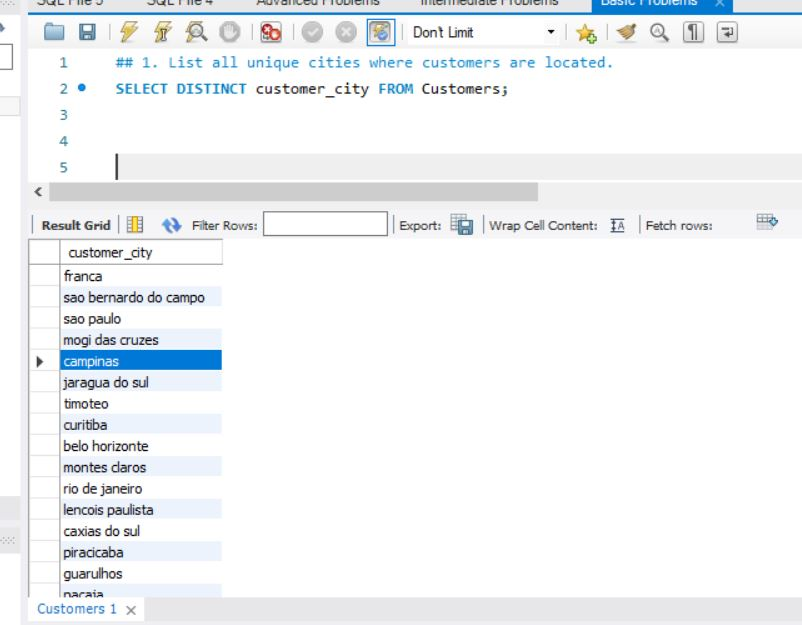 SQL File 3 SQL File 4 Advanced Problems Intermediate Problems Basic Problems
Don't Limit
1 ## 1. List all unique cities where customers are located.
2 SELECT DISTINCT customer_city FROM Customers;
3
4
5
Result Grid Filter Rows: Export: Wrap Cell Content: Fetch rows:
customer_city
franca
sao bernardo do campo
sao paulo
mogi das cruzes
campinas
jaragua do sul
timoteo
curitiba
belo horizonte
montes claros
rio de janeiro
lencois paulista
caxias do sul
piracicaba
guarulhos
pacaja
Customers 1